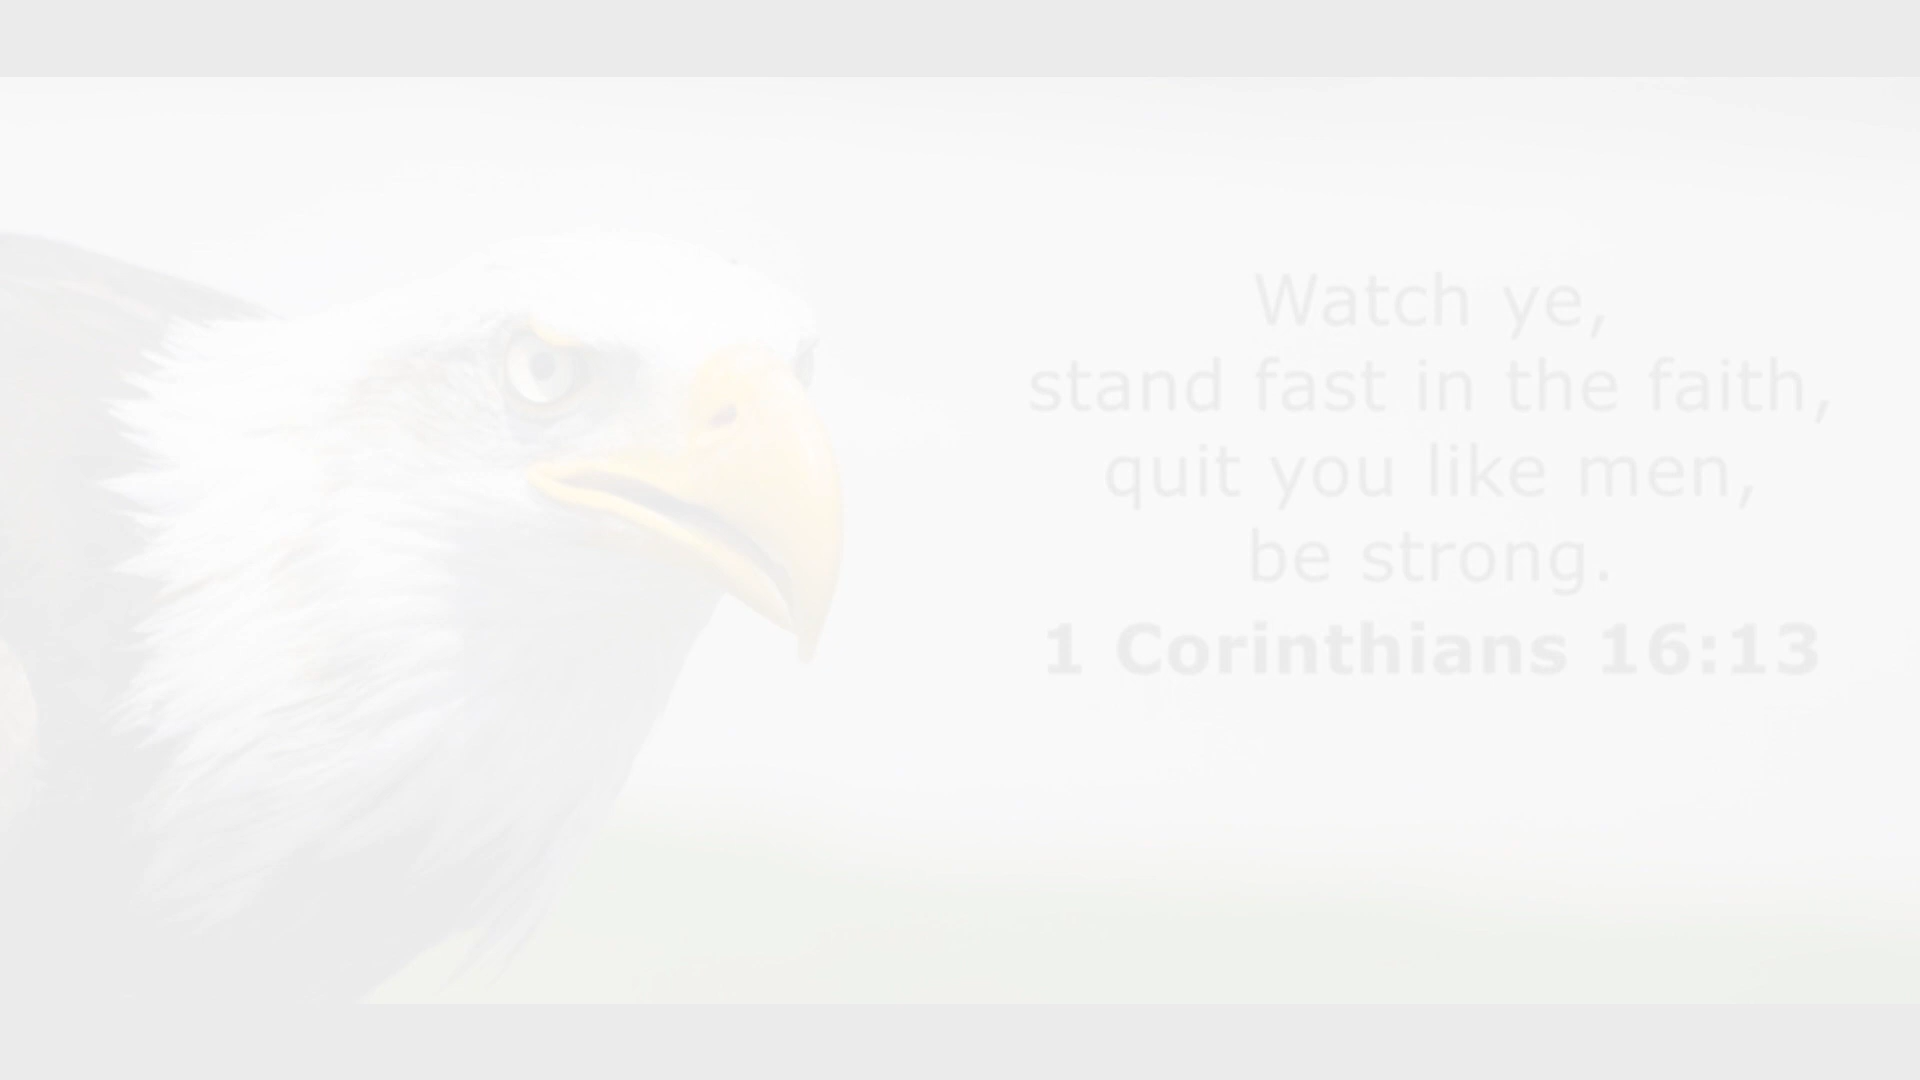 Watch ye,
stand fast in the faith,
quit you like men,
be strong.
1 Corinthians 16:13